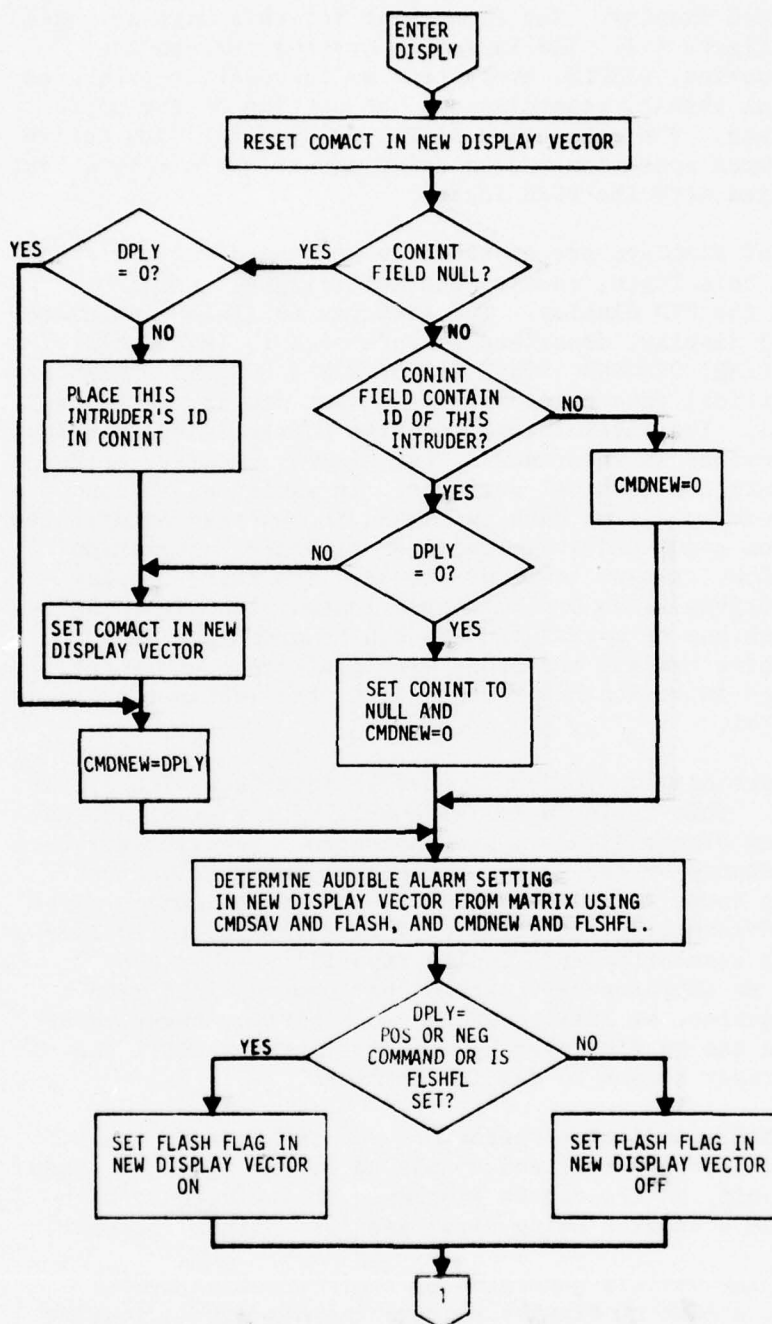 ENTER
DISPLY
RESET COMACT IN NEW DISPLAY VECTOR
YES
DPLY
= 0?
YES
CONINT
FIELD NULL?
NO
NO
PLACE THIS
INTRUDER'S ID
IN CONINT
CONINT
FIELD CONTAIN
ID OF THIS
INTRUDER?
NO
CMDNEW=0
YES
NO
DPLY
= 0?
SET COMACT IN NEW
DISPLAY VECTOR
YES
SET CONINT TO
NULL AND
CMDNEW=0
CMDNEW=DPLY
DETERMINE AUDIBLE ALARM SETTING
IN NEW DISPLAY VECTOR FROM MATRIX USING
CMDSAV AND FLASH, AND CMDNEW AND FLSHFL.
YES
DPLY=
POS OR NEG
COMMAND OR IS
FLSHFL
SET?
NO
SET FLASH FLAG IN
NEW DISPLAY VECTOR
ON
SET FLASH FLAG IN
NEW DISPLAY VECTOR
OFF
1